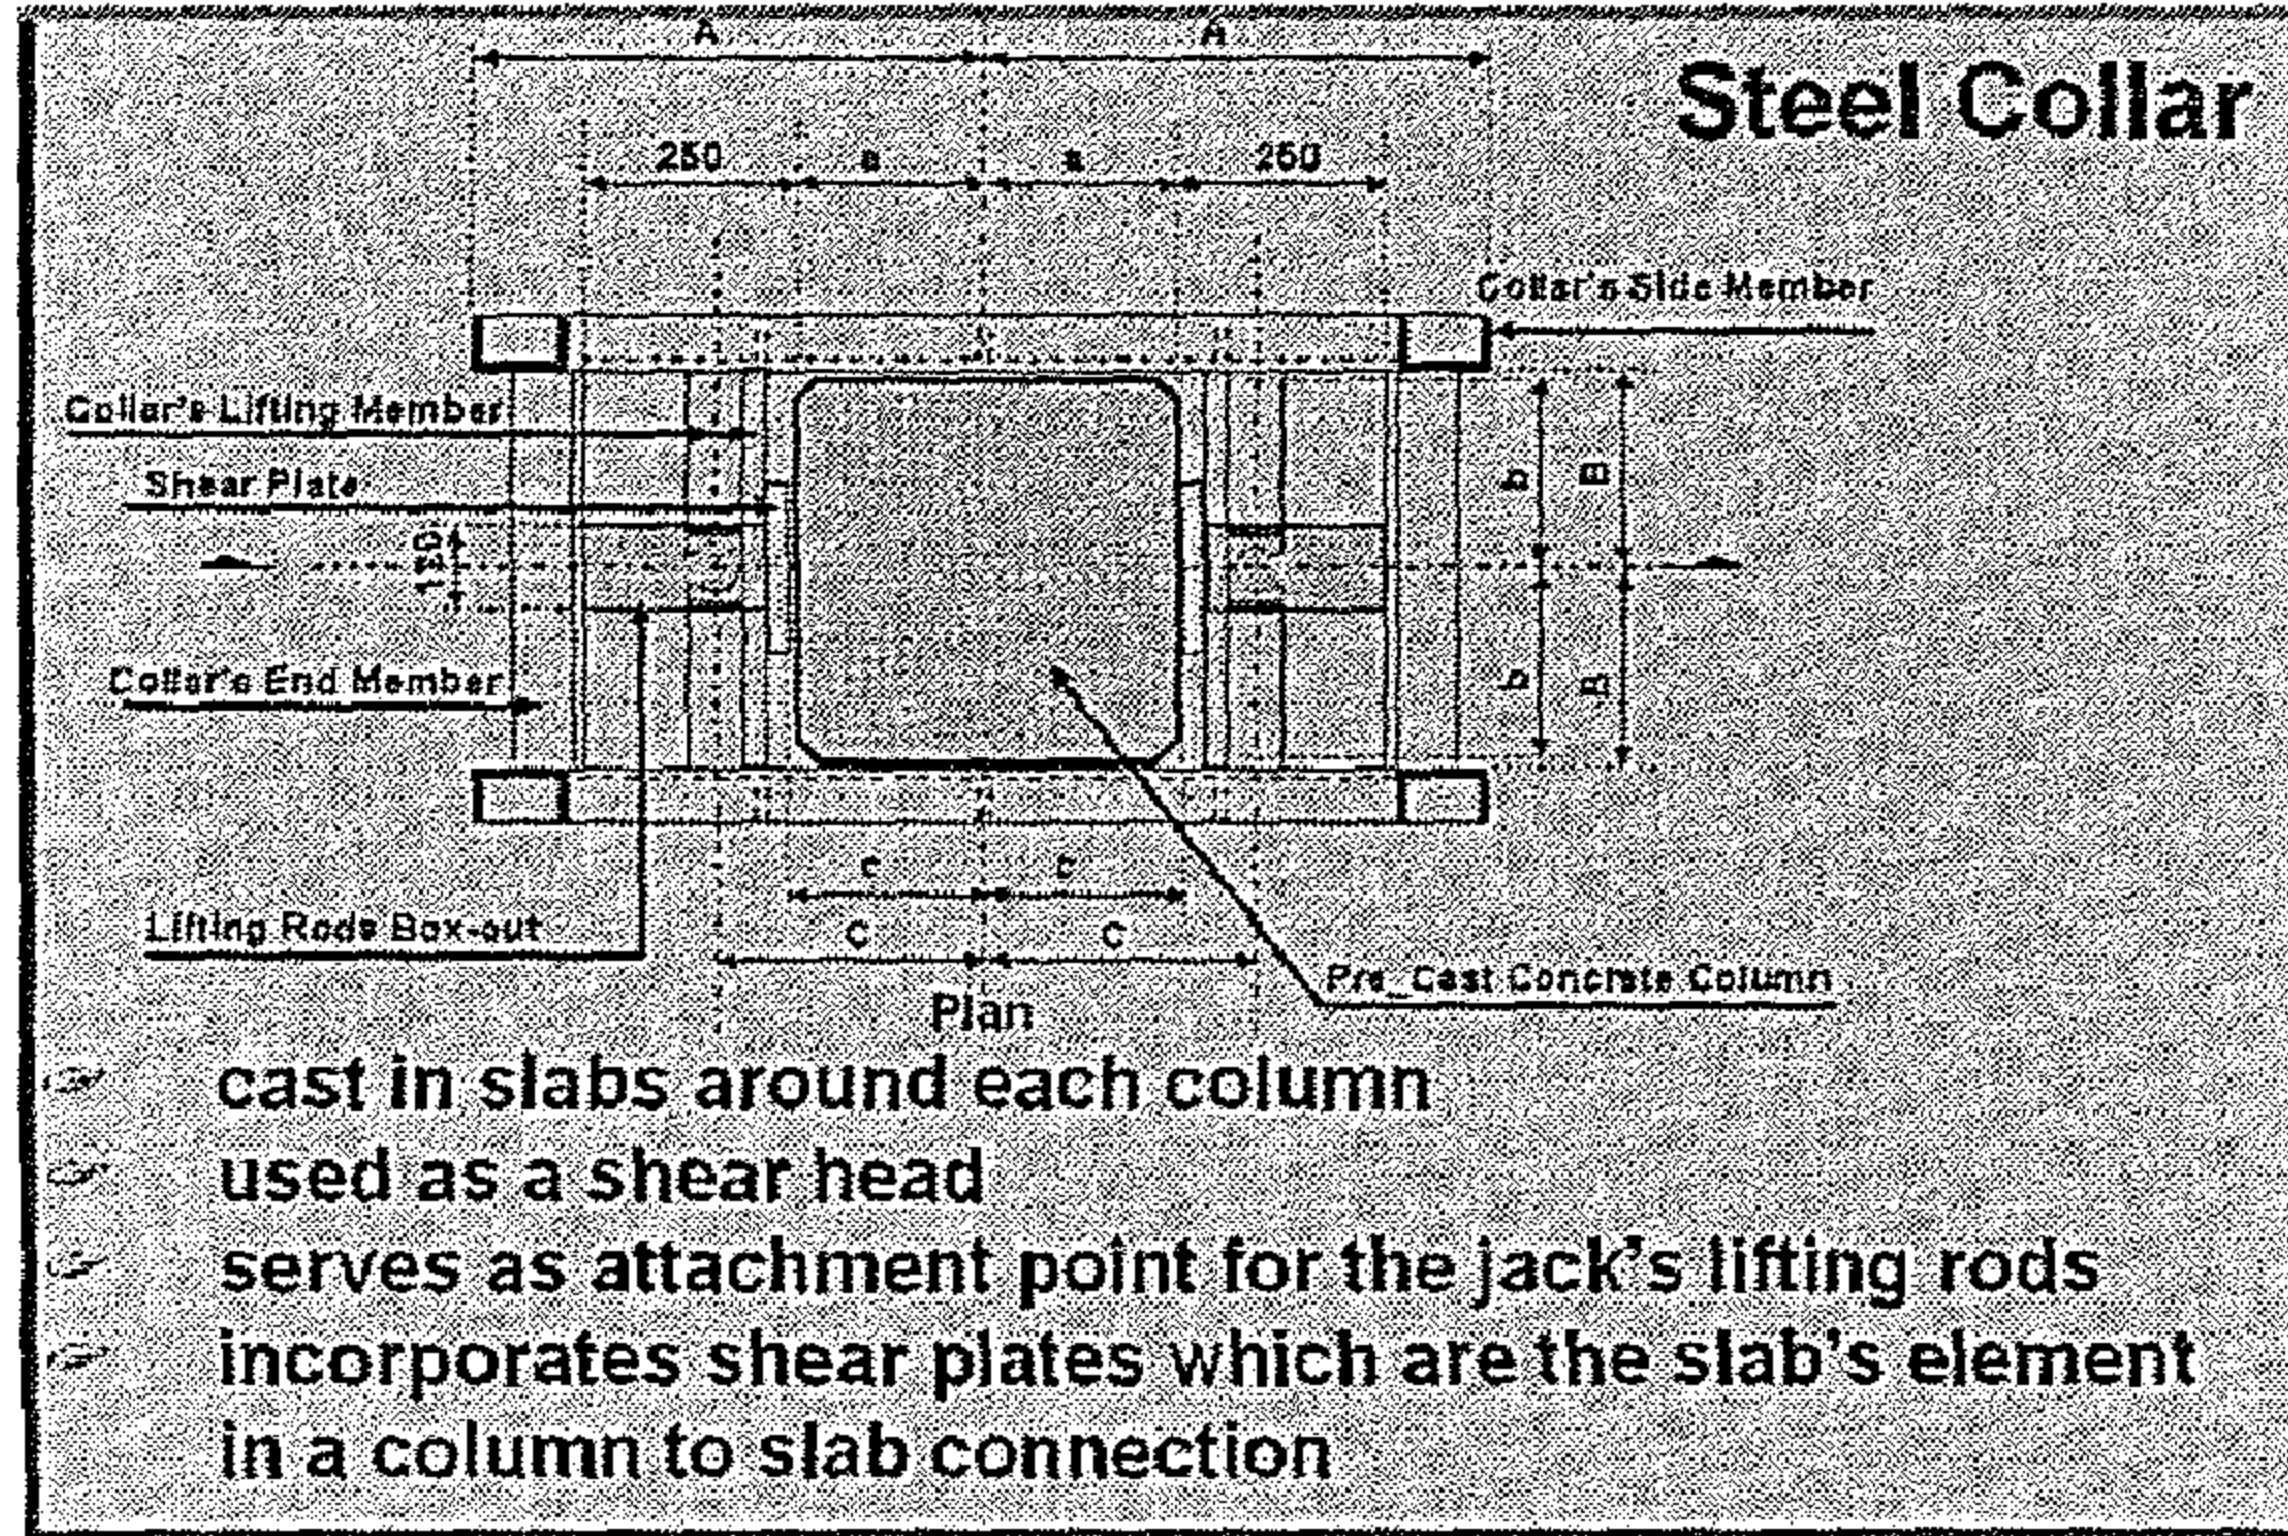 A A
Steel Collar
250 a a 250
Collar's Side Member
Collar's Lifting Member
Shear Plate
b B
Collar's End Member
b B
c c
Lifting Rods Box-out
C C
Pre_Cast Concrete Column
Plan
cast in slabs around each column
used as a shear head
serves as attachment point for the jack's lifting rods
incorporates shear plates which are the slab's element
in a column to slab connection